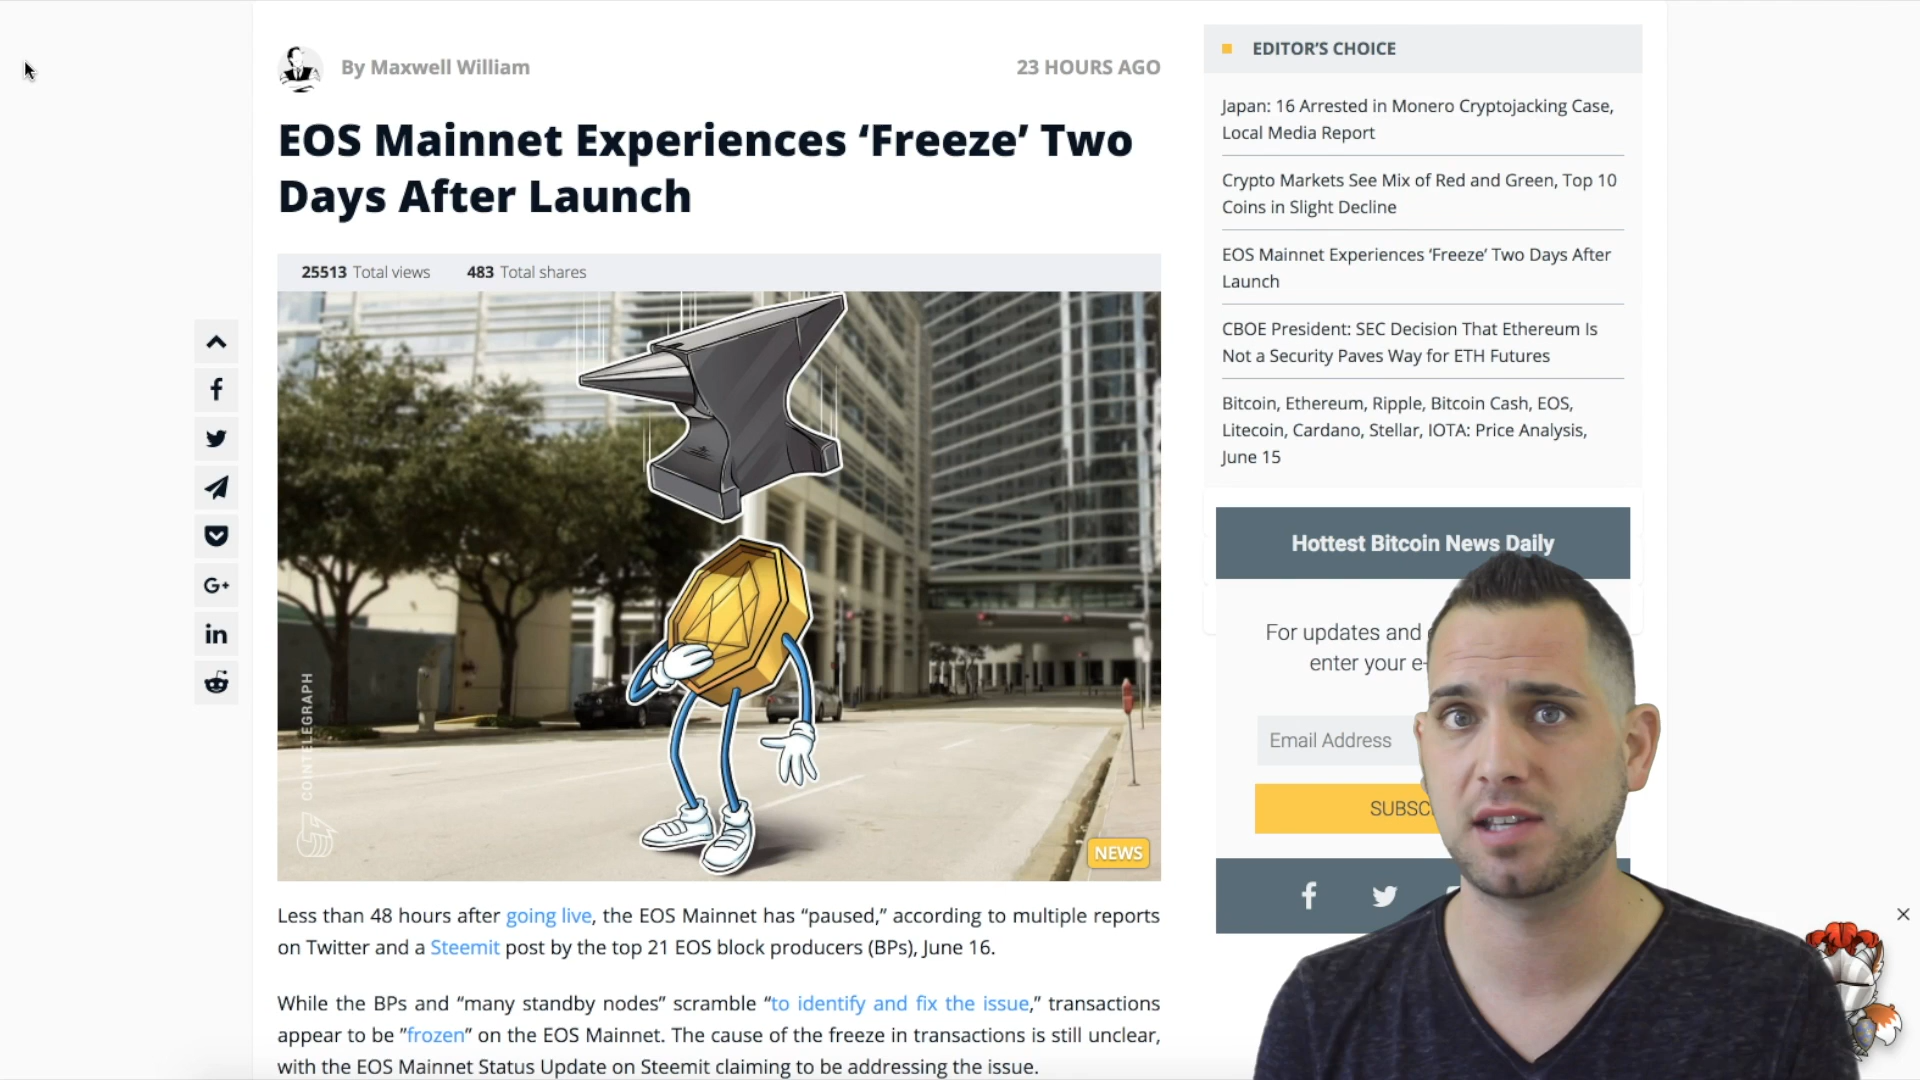 By Maxwell William
23 HOURS AGO
EOS Mainnet Experiences ‘Freeze’ Two
Days After Launch
25513 Total views 483 Total shares
COINTELEGRAPH
NEWS
Less than 48 hours after going live, the EOS Mainnet has “paused,” according to multiple reports
on Twitter and a Steemit post by the top 21 EOS block producers (BPs), June 16.
While the BPs and “many standby nodes” scramble “to identify and fix the issue,” transactions
appear to be ”frozen” on the EOS Mainnet. The cause of the freeze in transactions is still unclear,
with the EOS Mainnet Status Update on Steemit claiming to be addressing the issue.
EDITOR’S CHOICE
Japan: 16 Arrested in Monero Cryptojacking Case,
Local Media Report
Crypto Markets See Mix of Red and Green, Top 10
Coins in Slight Decline
EOS Mainnet Experiences ‘Freeze’ Two Days After
Launch
CBOE President: SEC Decision That Ethereum Is
Not a Security Paves Way for ETH Futures
Bitcoin, Ethereum, Ripple, Bitcoin Cash, EOS,
Litecoin, Cardano, Stellar, IOTA: Price Analysis,
June 15
Hottest Bitcoin News Daily
For updates and
enter your e-
Email Address
SUBSC